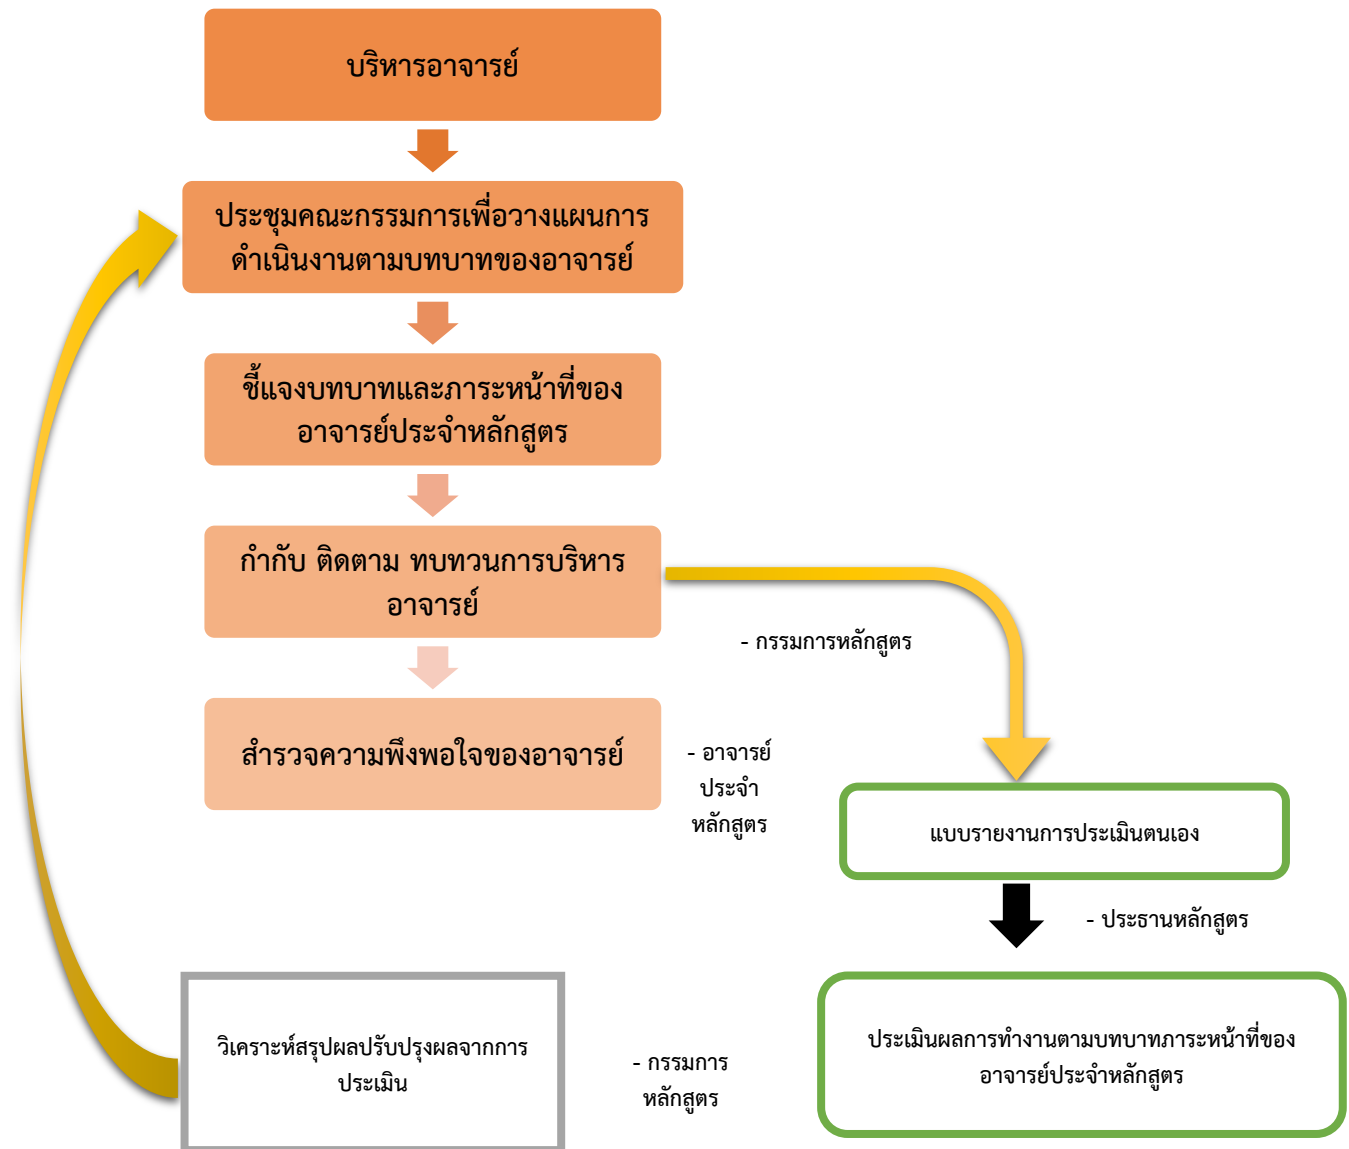 บริหารอาจารย์
ประชุมคณะกรรมการเพื่อวางแผนการ
ดำเนินงานตามบทบาทของอาจารย์
ชี้แจงบทบาทและภาระหน้าที่ของ
อาจารย์ประจำหลักสูตร
กำกับ ติดตาม ทบทวนการบริหาร
อาจารย์
- กรรมการหลักสูตร
สำรวจความพึงพอใจของอาจารย์
- อาจารย์
ประจำ
หลักสูตร
แบบรายงานการประเมินตนเอง
- ประธานหลักสูตร
วิเคราะห์สรุปผลปรับปรุงผลจากการ
ประเมิน
- กรรมการ
หลักสูตร
ประเมินผลการทำงานตามบทบาทภาระหน้าที่ของ
อาจารย์ประจำหลักสูตร